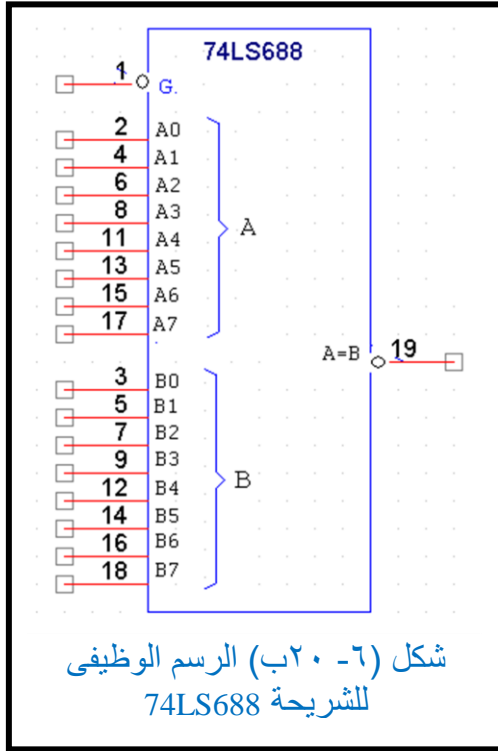 74LS688
1 G.
2 A0
4 A1
6 A2
8 A3
11 A4
13 A5
15 A6
17 A7
A
A=B 19
3 B0
5 B1
7 B2
9 B3
12 B4
14 B5
16 B6
18 B7
B
شكل (٦- ٢٠ب) الرسم الوظيفى
للشريحة 74LS688